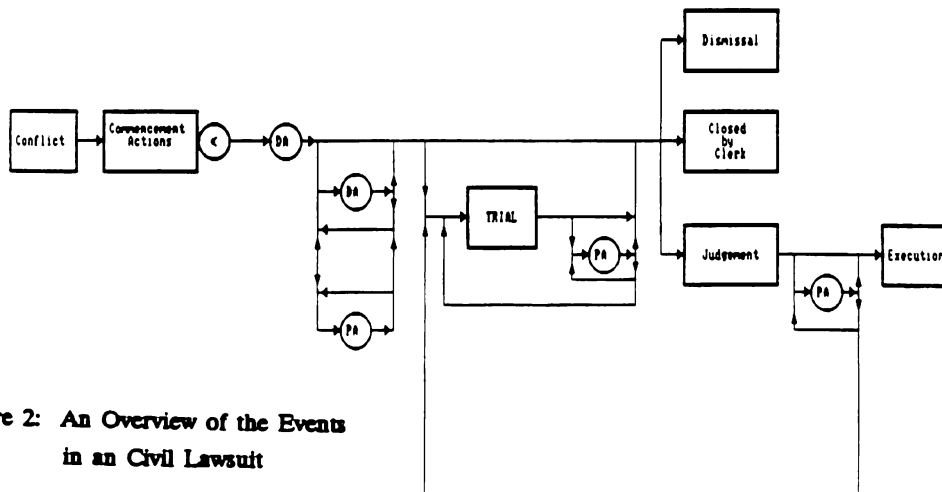 Dismissal
Conflict
Commencement
Actions
<
DA
Closed
by
Clerk
DA
TRIAL
PA
Judgement
Execution
PA
PA
re 2: An Overview of the Events
in an Civil Lawsuit